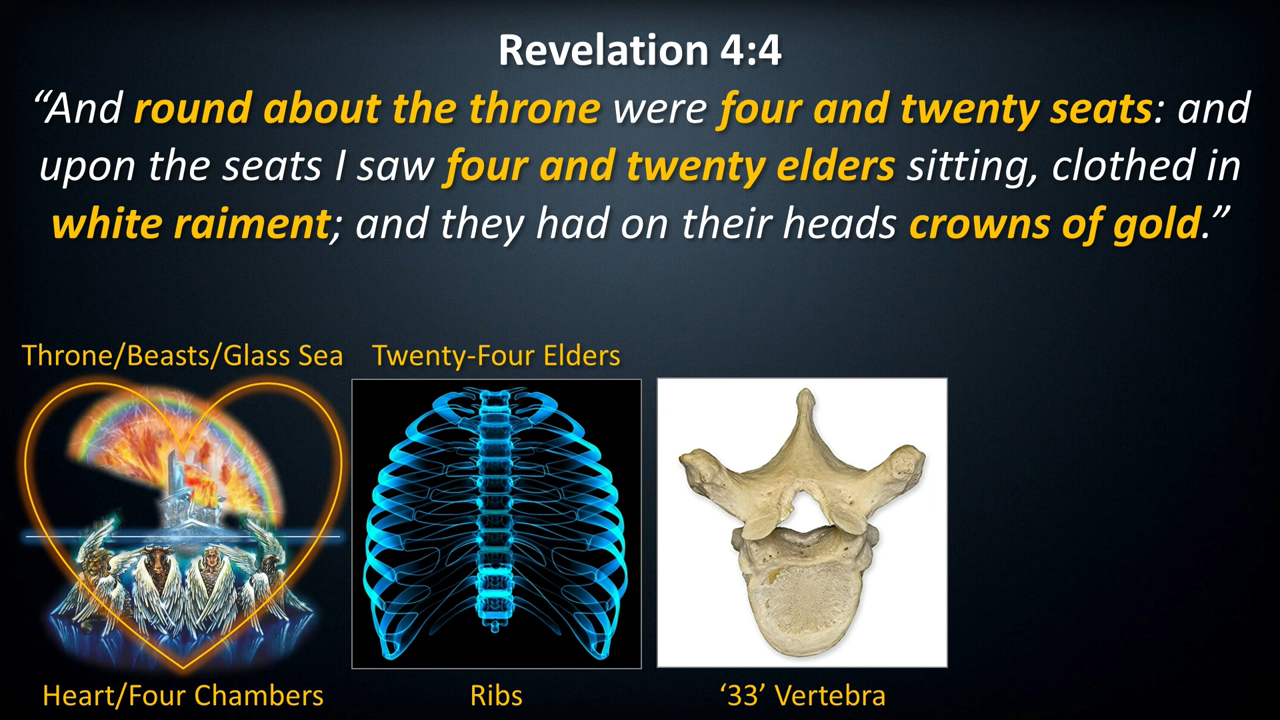 Revelation 4:4
“And round about the throne were four and twenty seats: and
upon the seats I saw four and twenty elders sitting, clothed in
white raiment; and they had on their heads crowns of gold.”
Throne/Beasts/Glass Sea
Twenty-Four Elders
Heart/Four Chambers
Ribs
‘33’ Vertebra